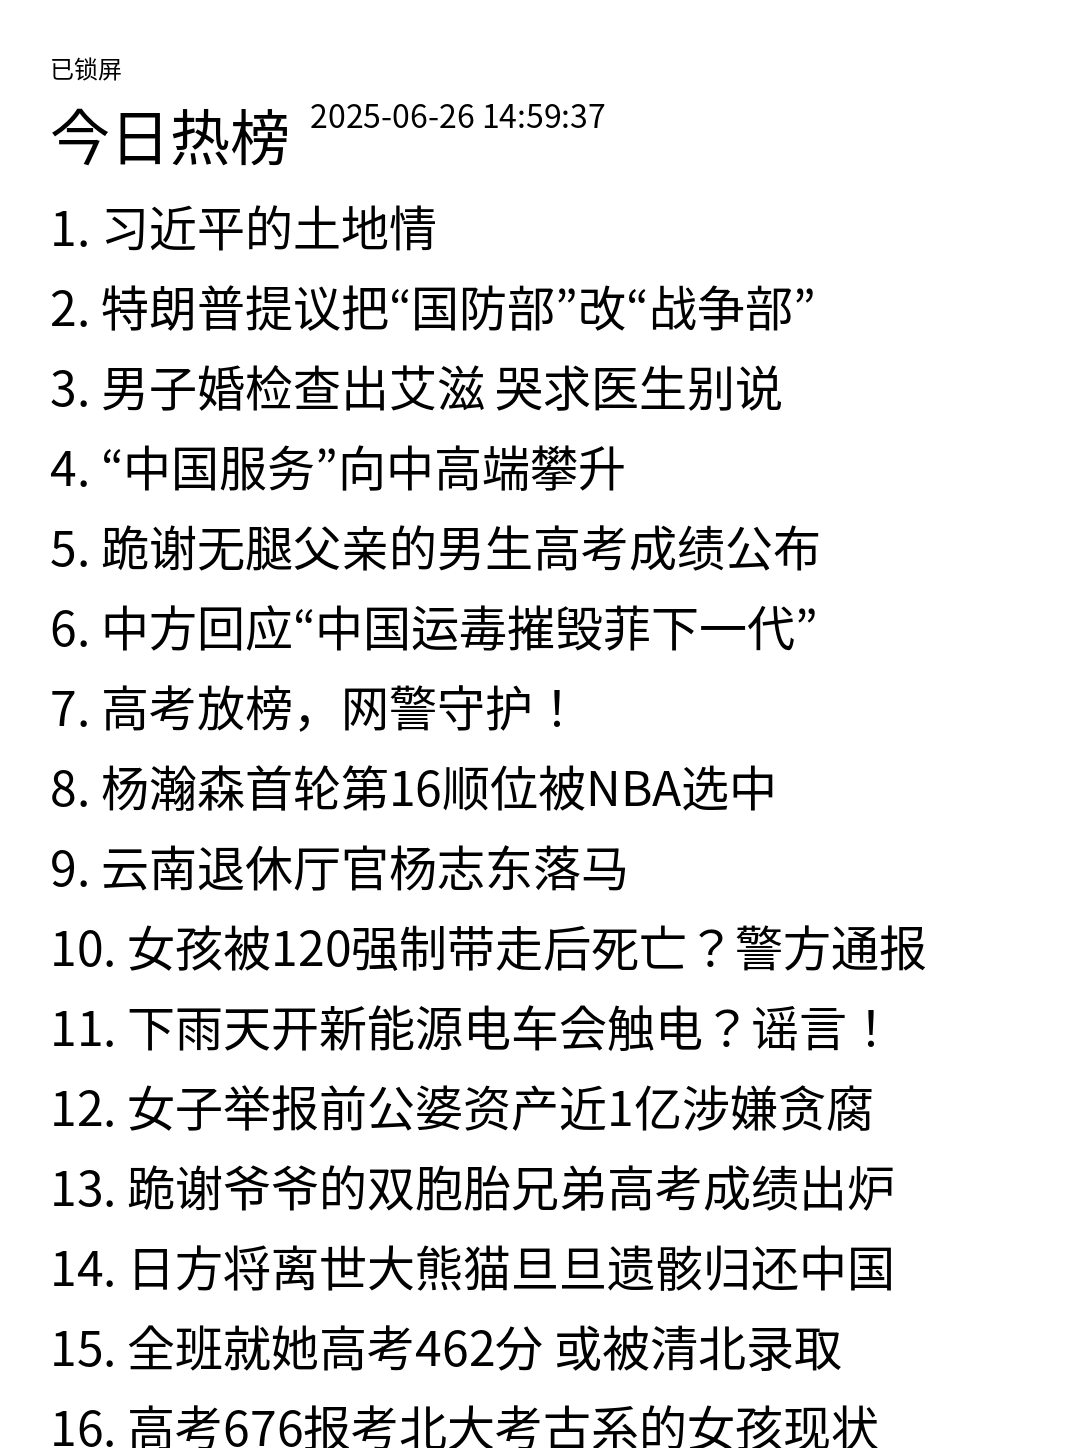 已锁屏
今日热榜 2025-06-26 14:59:37
1. 习近平的土地情
2. 特朗普提议把“国防部”改“战争部”
3. 男子婚检查出艾滋 哭求医生别说
4. “中国服务”向中高端攀升
5. 跪谢无腿父亲的男生高考成绩公布
6. 中方回应“中国运毒摧毁菲下一代”
7. 高考放榜，网警守护！
8. 杨瀚森首轮第16顺位被NBA选中
9. 云南退休厅官杨志东落马
10. 女孩被120强制带走后死亡？警方通报
11. 下雨天开新能源电车会触电？谣言！
12. 女子举报前公婆资产近1亿涉嫌贪腐
13. 跪谢爷爷的双胞胎兄弟高考成绩出炉
14. 日方将离世大熊猫旦旦遗骸归还中国
15. 全班就她高考462分 或被清北录取
16. 高考676报考北大考古系的女孩现状